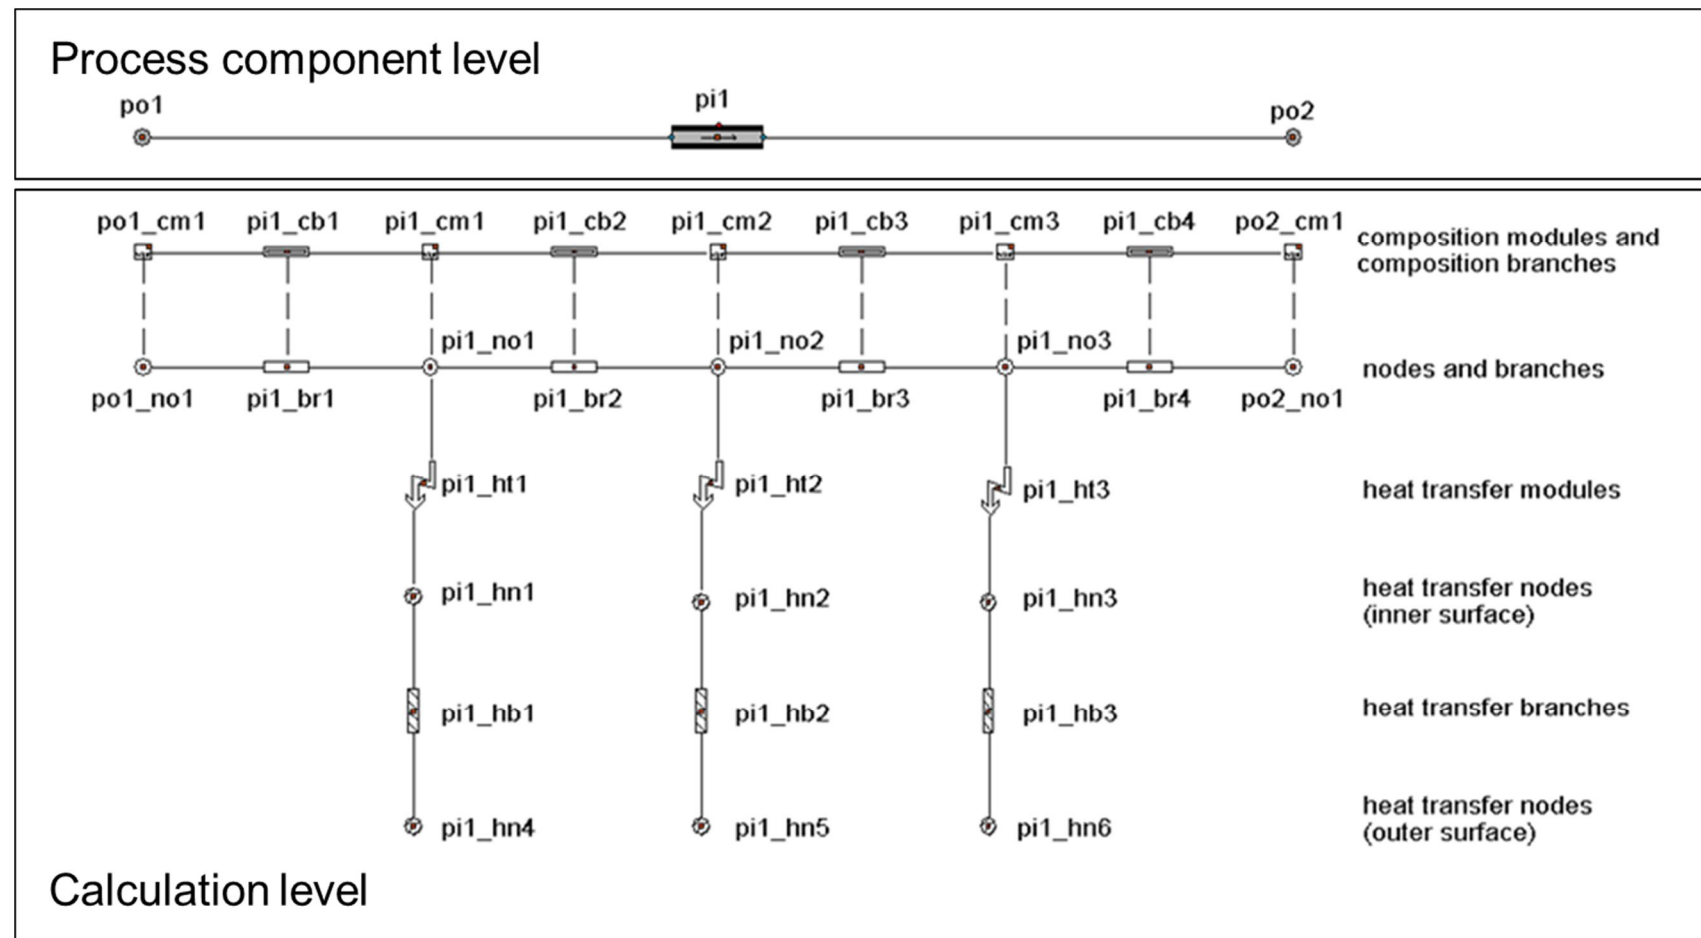 Process component level
po1
pi1
po2
po1_cm1 pi1_cb1 pi1_cm1 pi1_cb2 pi1_cm2 pi1_cb3 pi1_cm3 pi1_cb4 po2_cm1
composition modules and
composition branches
pi1_no1 pi1_no2 pi1_no3
nodes and branches
po1_no1 pi1_br1 pi1_br2 pi1_br3 pi1_br4 po2_no1
pi1_ht1 pi1_ht2 pi1_ht3 heat transfer modules
pi1_hn1 pi1_hn2 pi1_hn3
heat transfer nodes
(inner surface)
pi1_hb1 pi1_hb2 pi1_hb3 heat transfer branches
pi1_hn4 pi1_hn5 pi1_hn6
heat transfer nodes
(outer surface)
Calculation level